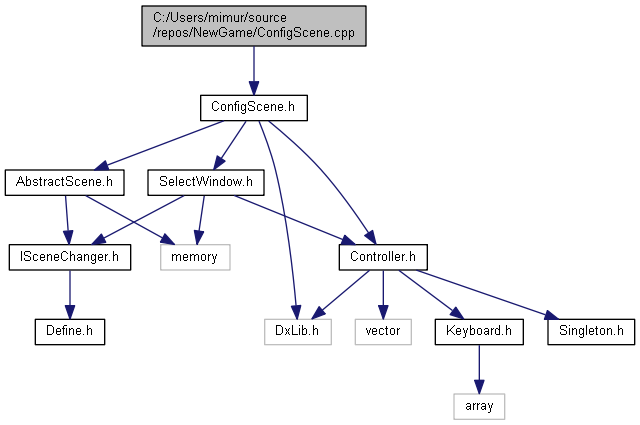 C:/Users/mimur/source
/repos/NewGame/ConfigScene.cpp
ConfigScene.h
AbstractScene.h
SelectWindow.h
ISceneChanger.h
memory
Controller.h
Define.h
DxLib.h
vector
Keyboard.h
Singleton.h
array